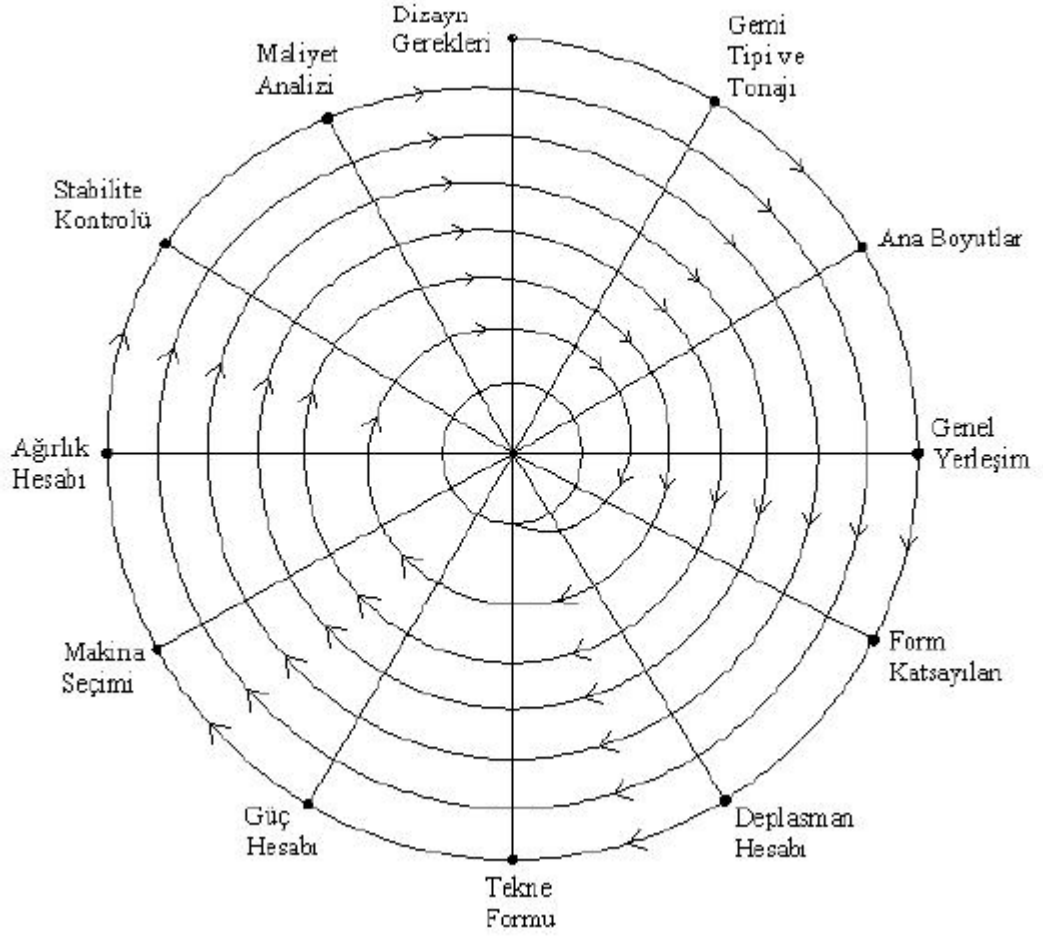 Dizayn
Gerekleri
Gemi
Tipi ve
Tonajı
Ana Boyutlar
Genel
Yerleşim
Form
Katsayıları
Deplasman
Hesabı
Tekne
Formu
Güç
Hesabı
Makina
Seçimi
Ağırlık
Hesabı
Stabilite
Kontrolü
Maliyet
Analizi